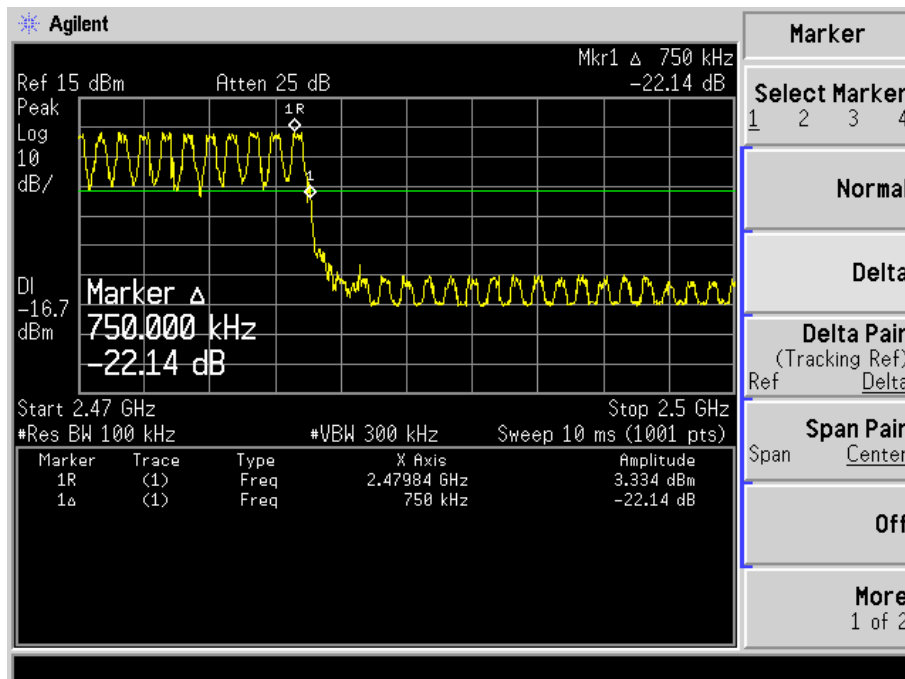 Agilent
Mkr1 Δ 750 kHz
Ref 15 dBm Atten 25 dB -22.14 dB
Peak
Log
10
dB/
1R
1
DI
-16.7
dBm
Marker Δ
750.000 kHz
-22.14 dB
Start 2.47 GHz Stop 2.5 GHz
#Res BW 100 kHz #VBW 300 kHz Sweep 10 ms (1001 pts)
Marker Trace Type X Axis Amplitude
1R (1) Freq 2.47984 GHz 3.334 dBm
1Δ (1) Freq 750 kHz -22.14 dB
Marker
Select Marker
1 2 3 4
Normal
Delta
Delta Pair
(Tracking Ref)
Ref Delta
Span Pair
Span Center
Off
More
1 of 2